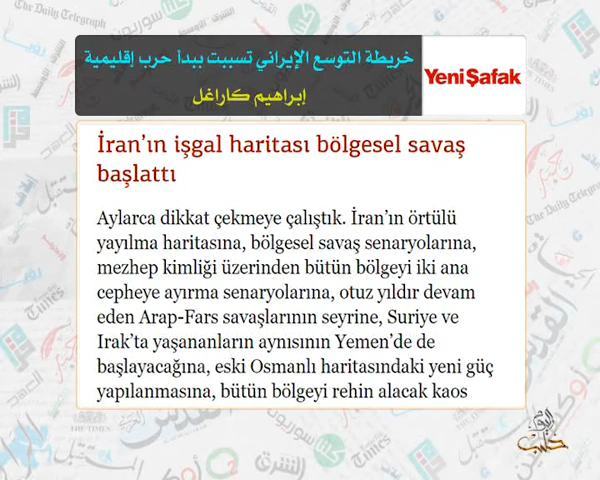 خريطة التوسع الإيراني تسببت ببدأ حرب إقليمية
إبراهيم كاراغل
YeniŞafak
İran’ın işgal haritası bölgesel savaş
başlattı
Aylarca dikkat çekmeye çalıştık. İran’ın örtülü
yayılma haritasına, bölgesel savaş senaryolarına,
mezhep kimliği üzerinden bütün bölgeyi iki ana
cepheye ayırma senaryolarına, otuz yıldır devam
eden Arap-Fars savaşlarının seyrine, Suriye ve
Irak’ta yaşananların aynısının Yemen’de de
başlayacağına, eski Osmanlı haritasındaki yeni güç
yapılanmasına, bütün bölgeyi rehin alacak kaos
حلب اليوم